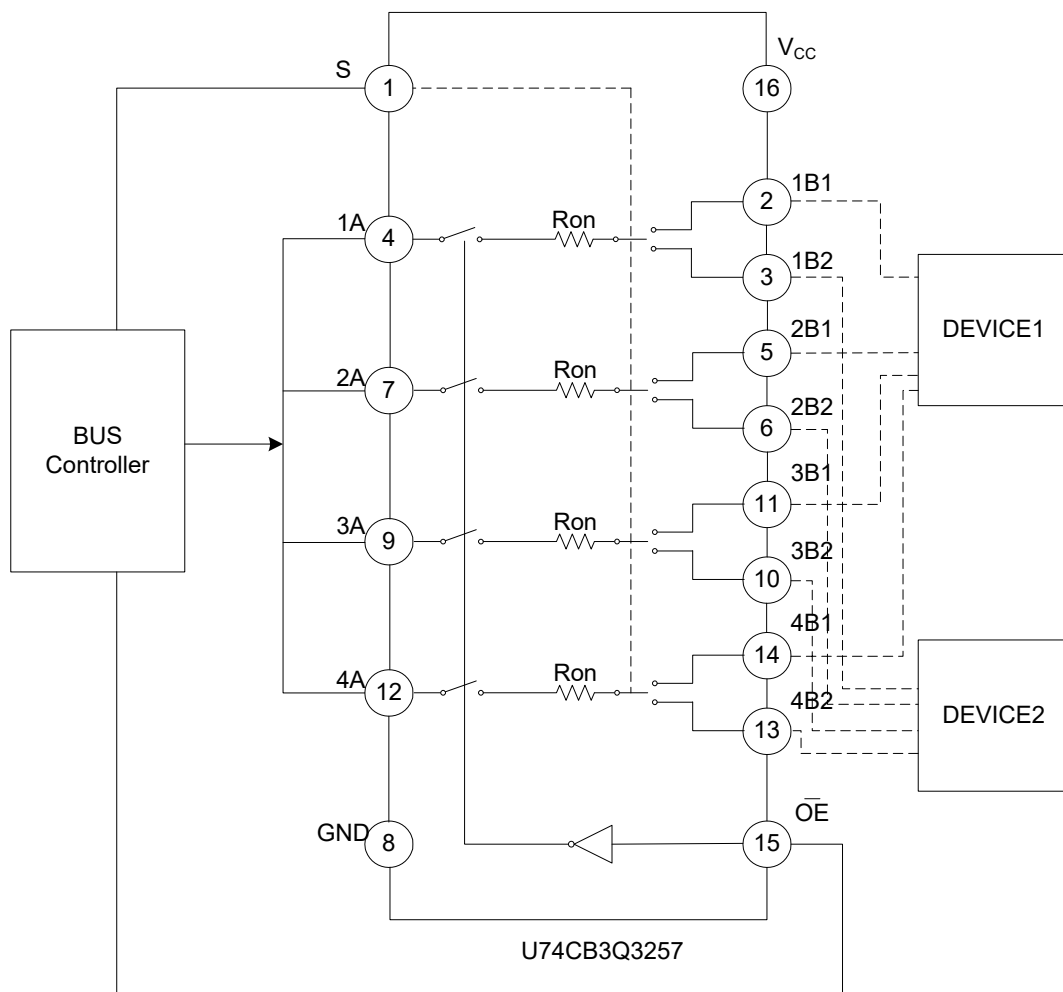 V_CC
S
1
16
1B1
2
1A
4
Ron
1B2
3
DEVICE1
2B1
5
2A
7
Ron
2B2
6
BUS
Controller
3B1
11
3A
9
Ron
3B2
10
4B1
14
4A
12
Ron
4B2
13
DEVICE2
GND
8
O̅E̅
15
U74CB3Q3257